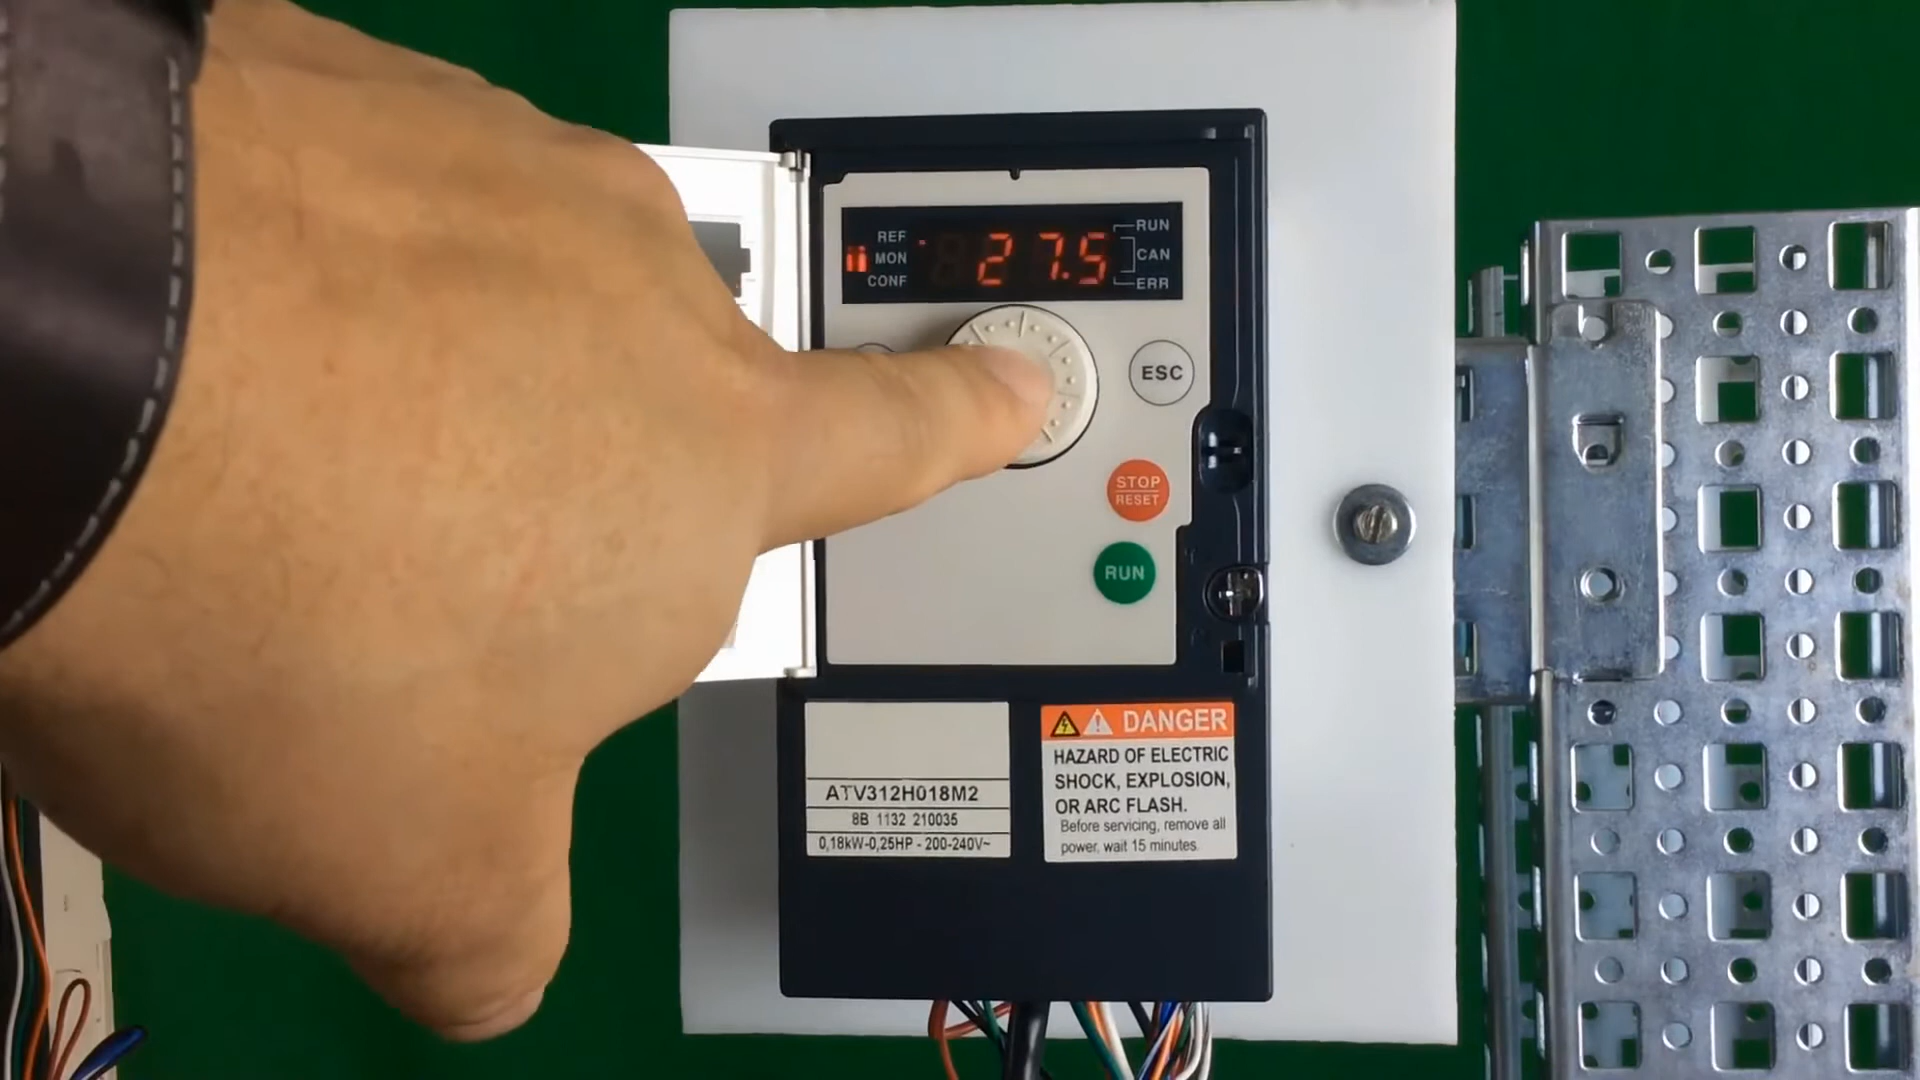 REF
MON
CONF
27.5
RUN
CAN
ERR
ESC
STOP
RESET
RUN
ATV312H018M2
8B 1132 210035
0,18kW-0,25HP - 200-240V~
DANGER
HAZARD OF ELECTRIC
SHOCK, EXPLOSION,
OR ARC FLASH.
Before servicing, remove all
power, wait 15 minutes.